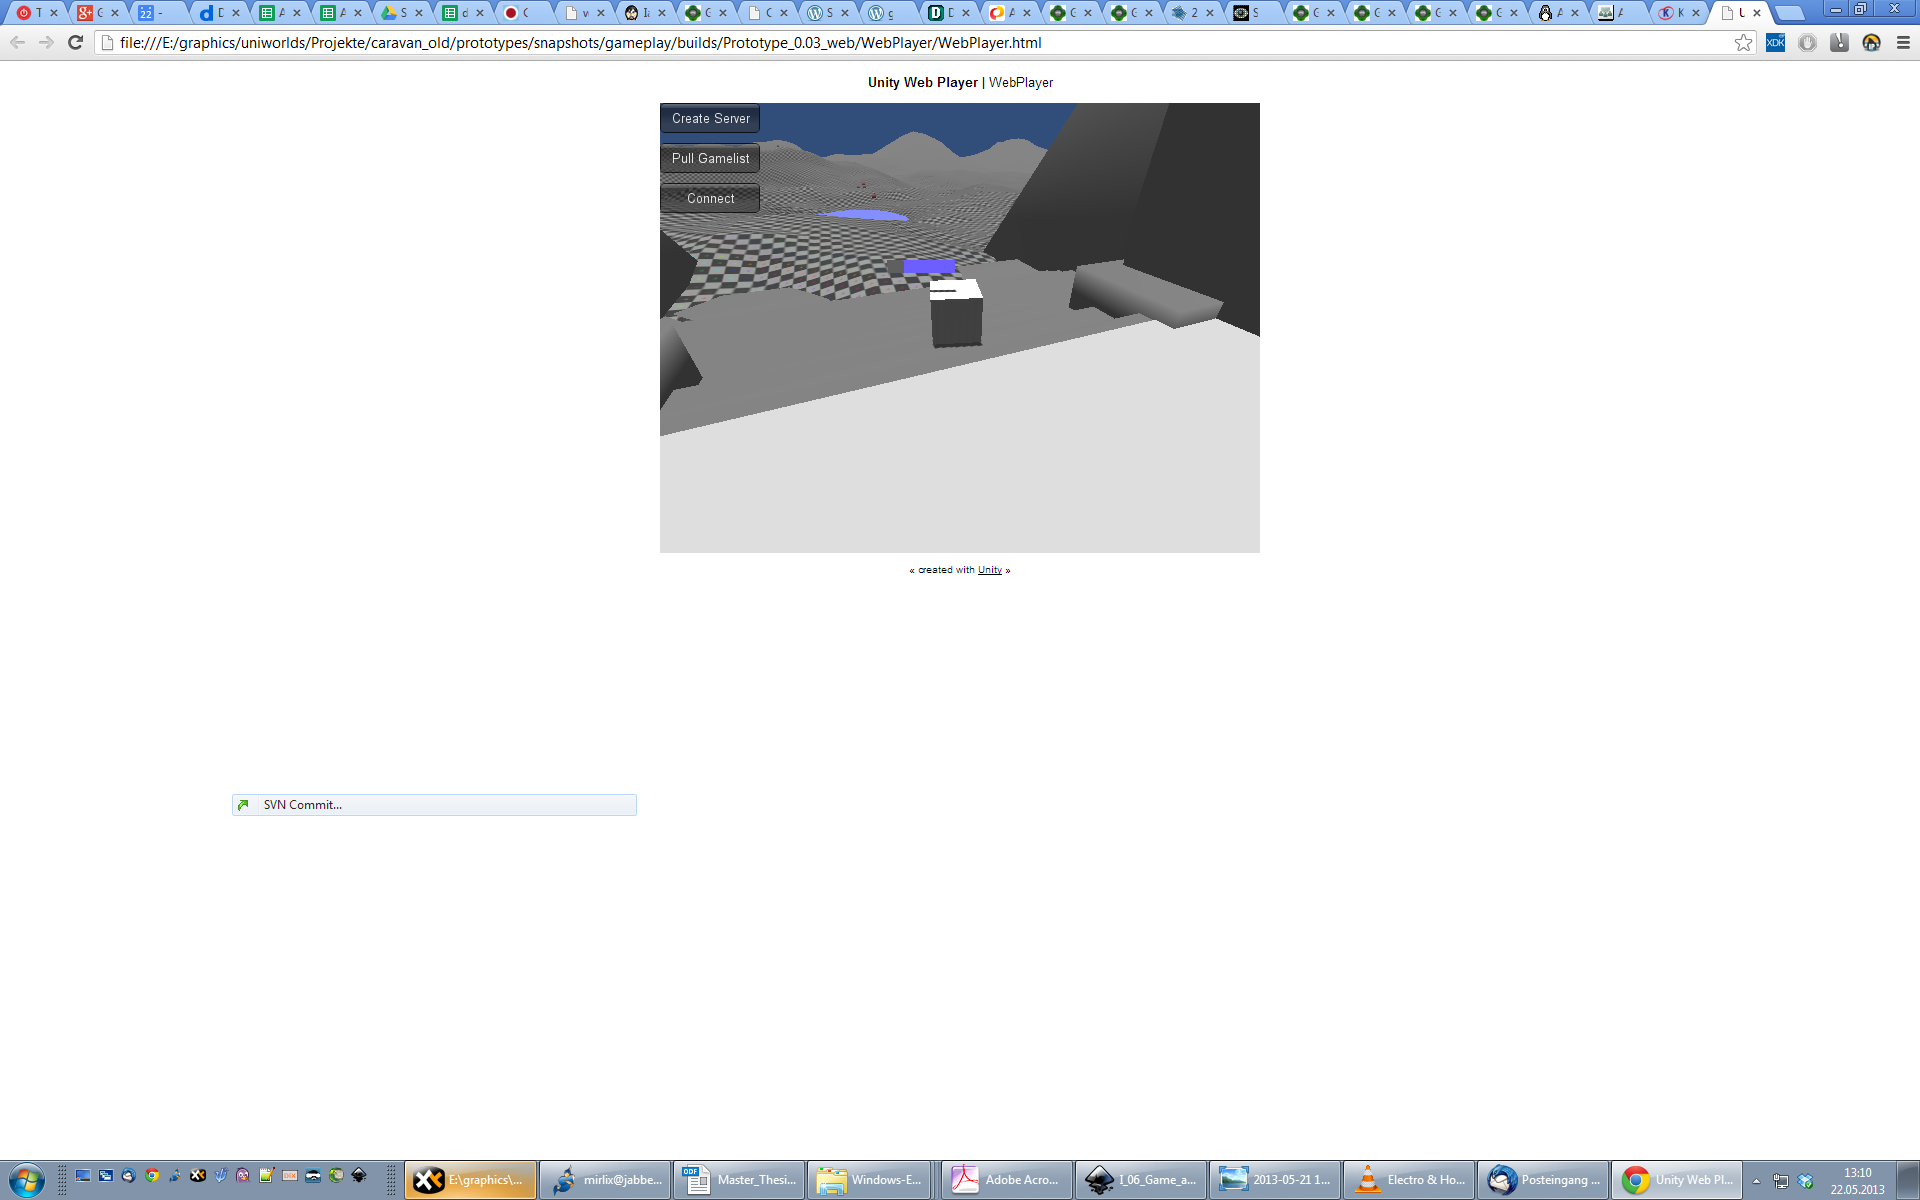 file:///E:/graphics/uniworlds/Projekte/caravan_old/prototypes/snapshots/gameplay/builds/Prototype_0.03_web/WebPlayer/WebPlayer.html
XDK
Unity Web Player | WebPlayer
Create Server
Pull Gamelist
Connect
« created with Unity »
SVN Commit...
E:\graphics\...
mirlix@jabbe...
Master_Thesi...
Windows-E...
Adobe Acro...
I_06_Game_a...
2013-05-21 1...
Electro & Ho...
Posteingang ...
Unity Web Pl...
13:10
22.05.2013